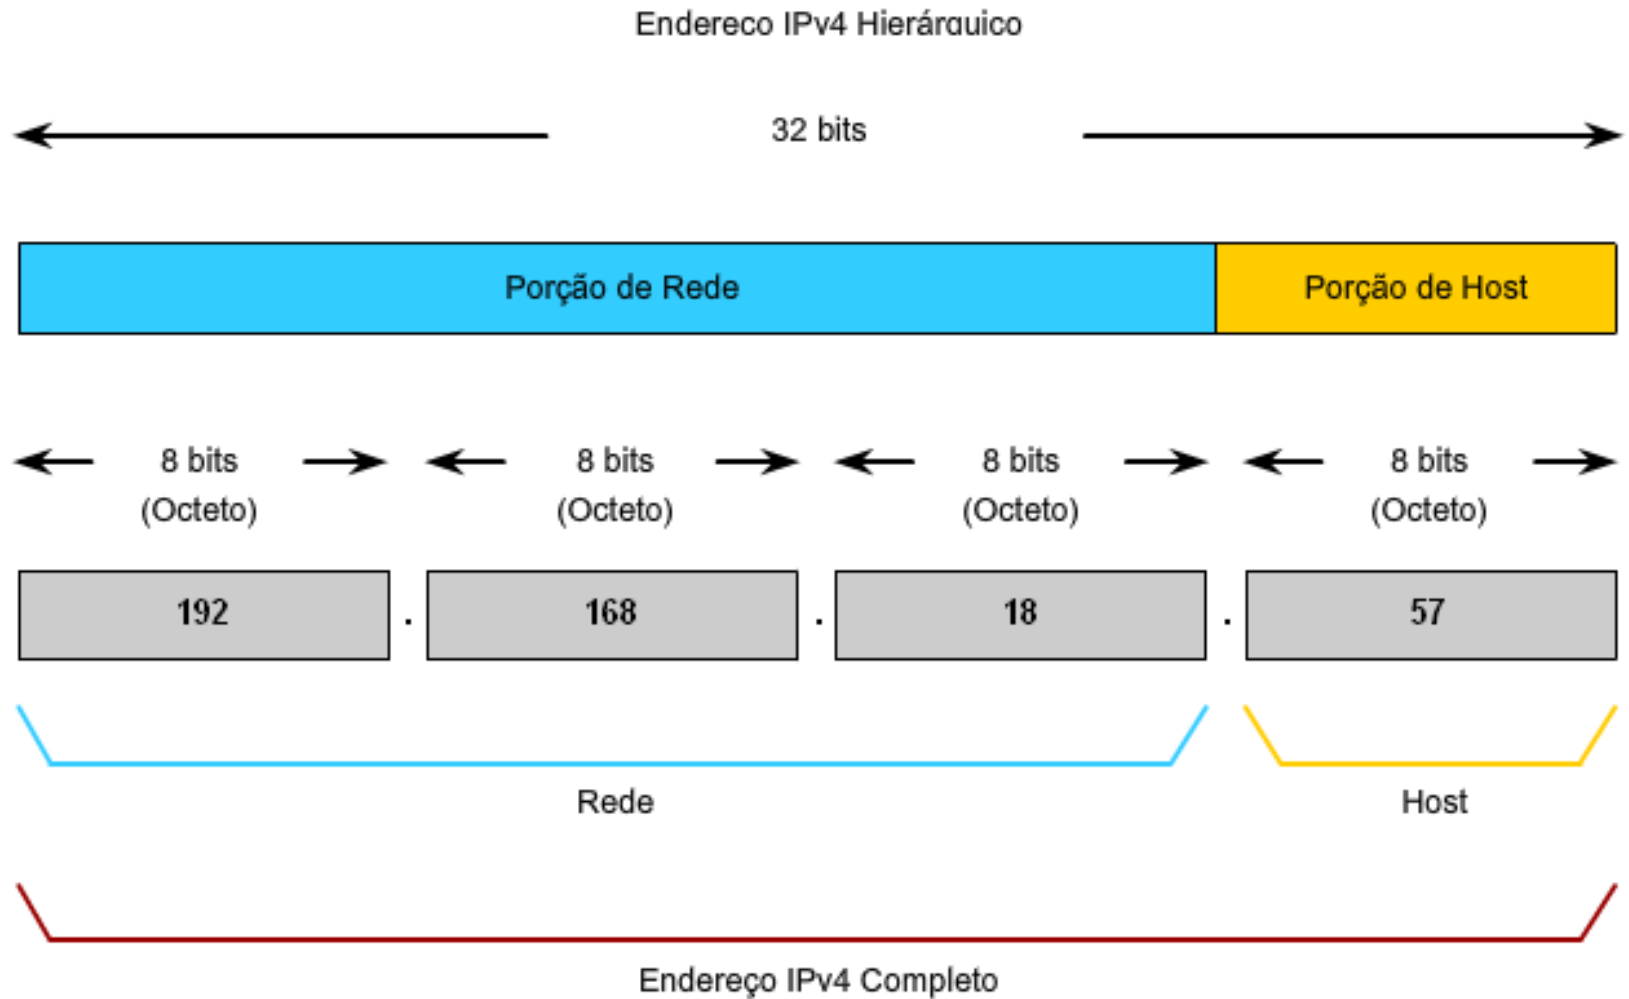 Endereço IPv4 Hierárquico
32 bits
Porção de Rede Porção de Host
8 bits 8 bits 8 bits 8 bits
(Octeto) (Octeto) (Octeto) (Octeto)
192 . 168 . 18 . 57
Rede Host
Endereço IPv4 Completo